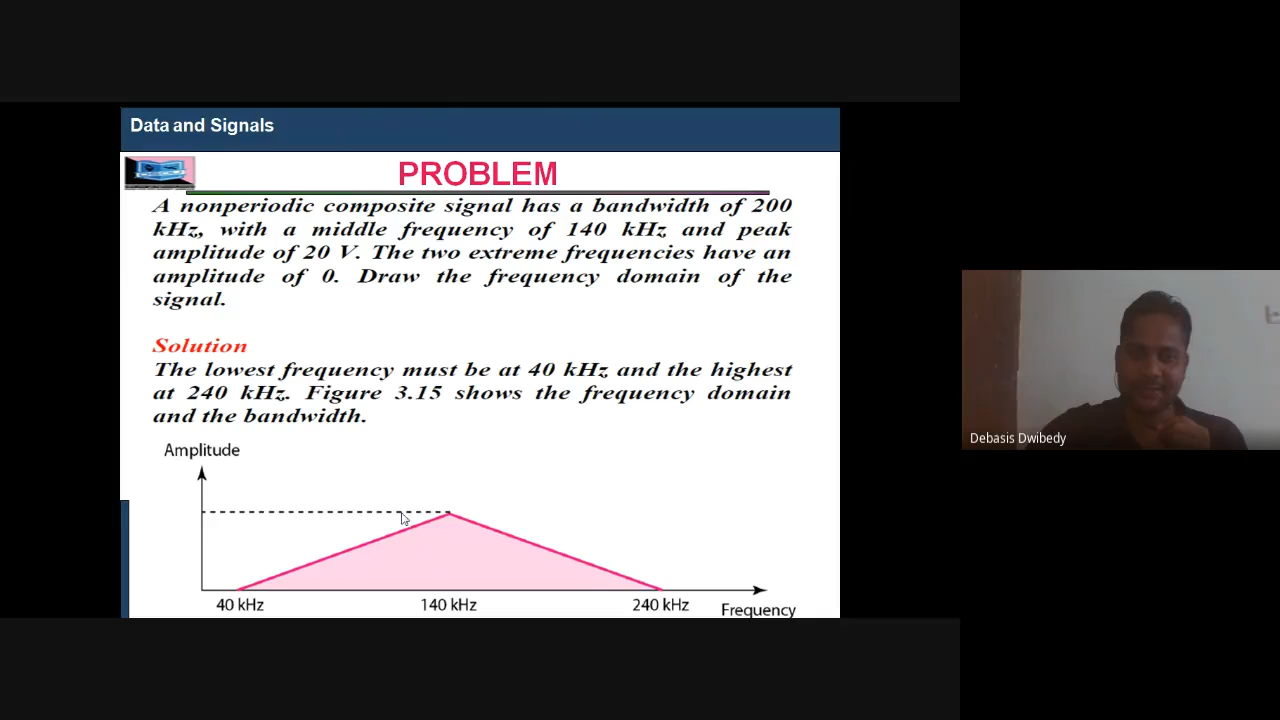 Data and Signals
PROBLEM
A nonperiodic composite signal has a bandwidth of 200
kHz, with a middle frequency of 140 kHz and peak
amplitude of 20 V. The two extreme frequencies have an
amplitude of 0. Draw the frequency domain of the
signal.
Solution
The lowest frequency must be at 40 kHz and the highest
at 240 kHz. Figure 3.15 shows the frequency domain
and the bandwidth.
Amplitude
40 kHz
140 kHz
240 kHz
Frequency
Debasis Dwibedy